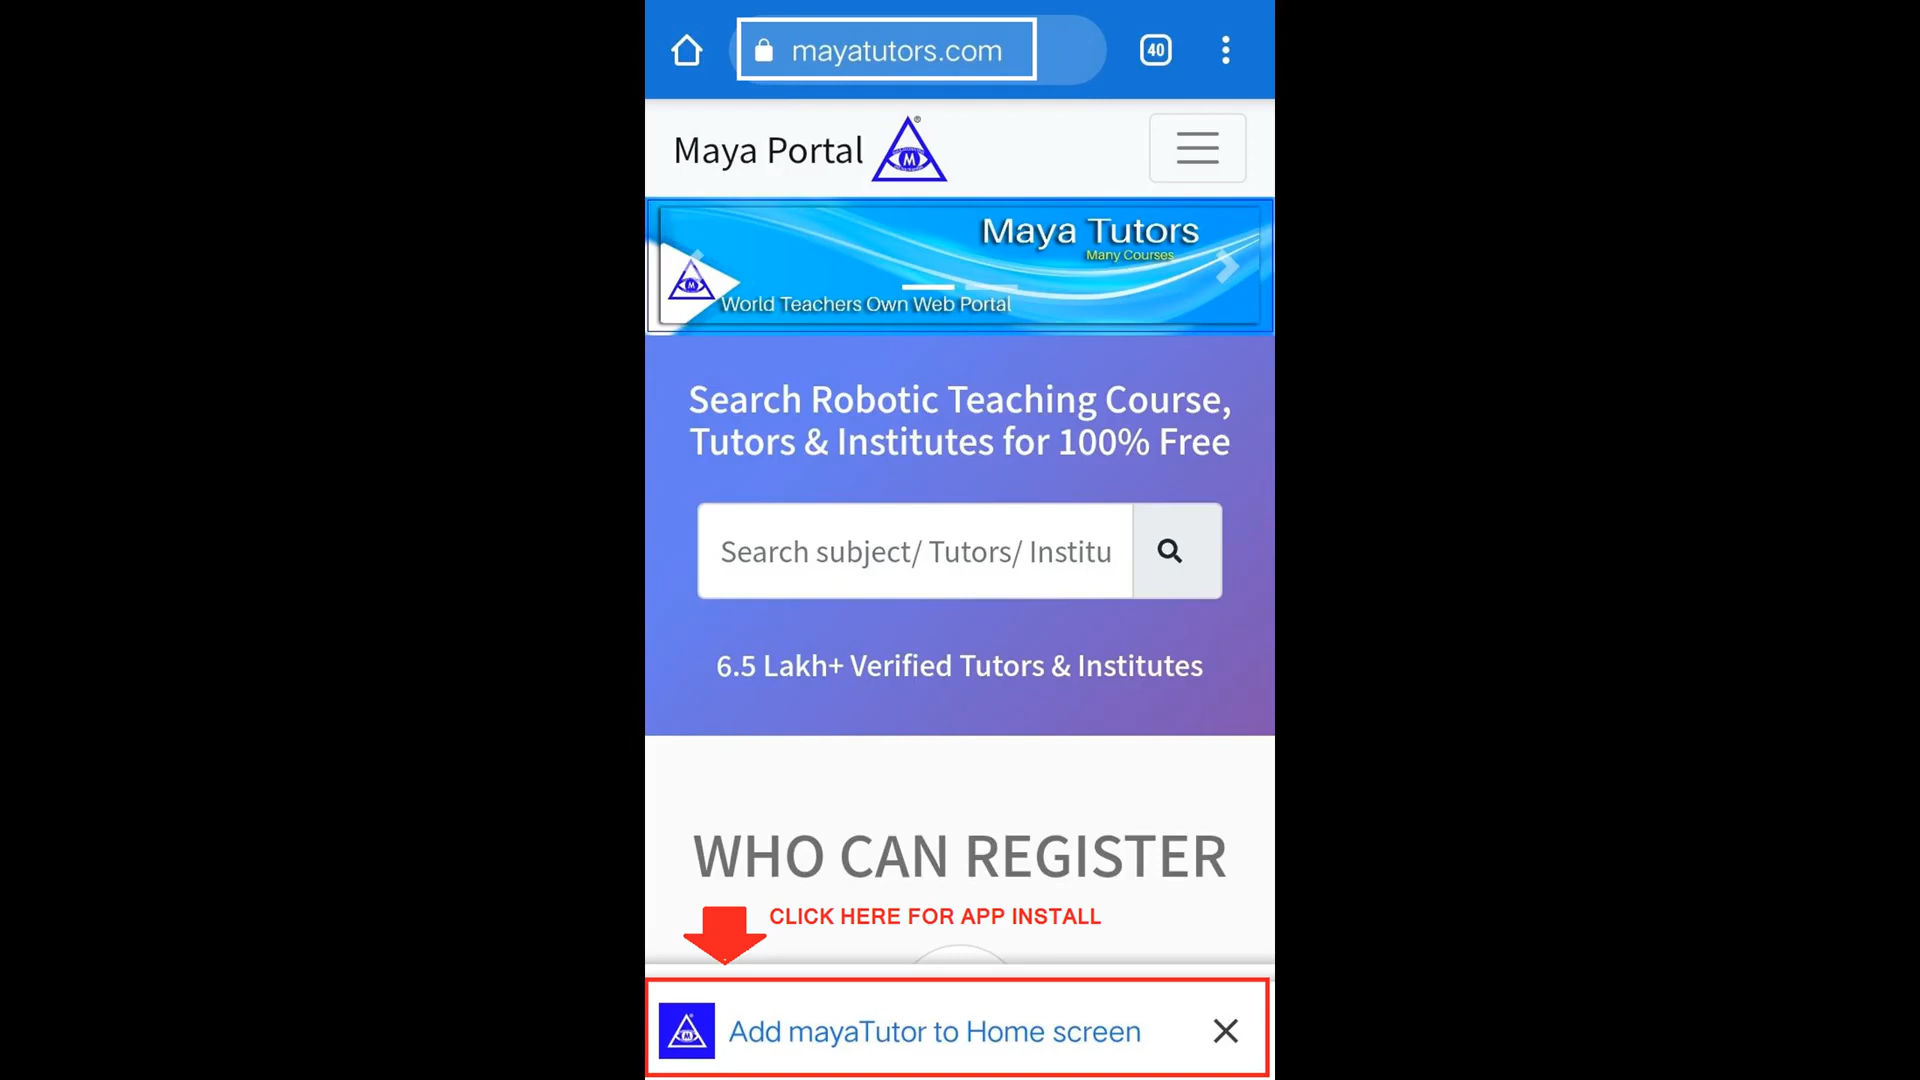 mayatutors.com
40
Maya Portal
M
®
Maya Tutors
Many Courses
M
World Teachers Own Web Portal
Search Robotic Teaching Course,
Tutors & Institutes for 100% Free
Search subject/ Tutors/ Institu
6.5 Lakh+ Verified Tutors & Institutes
WHO CAN REGISTER
CLICK HERE FOR APP INSTALL
M
Add mayaTutor to Home screen